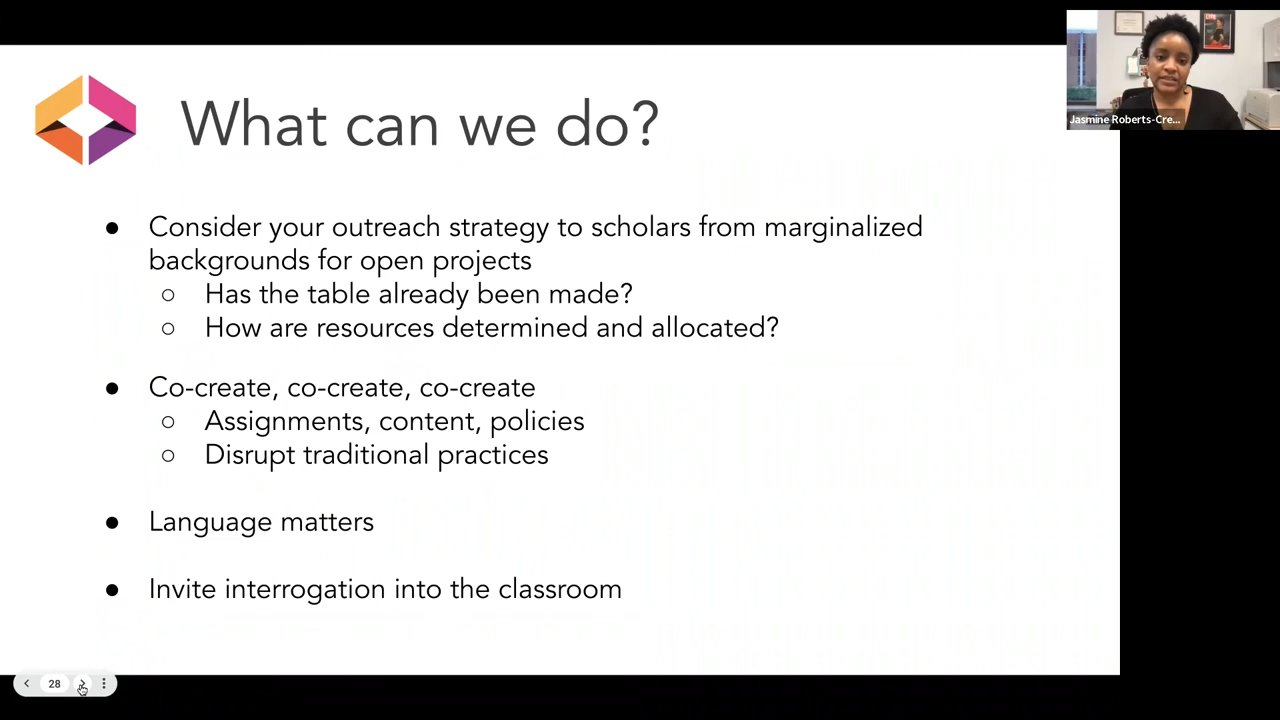 What can we do?
● Consider your outreach strategy to scholars from marginalized
backgrounds for open projects
○ Has the table already been made?
○ How are resources determined and allocated?
● Co-create, co-create, co-create
○ Assignments, content, policies
○ Disrupt traditional practices
● Language matters
● Invite interrogation into the classroom
LIFE
Jasmine Roberts-Cre...
28